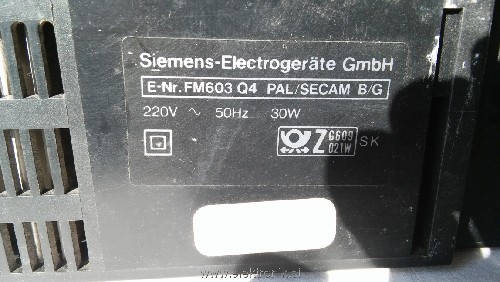 Siemens-Electrogeräte GmbH
E-Nr. FM603 Q4 PAL/SECAM B/G
220V ~ 50Hz 30W
Z G609 021W SK